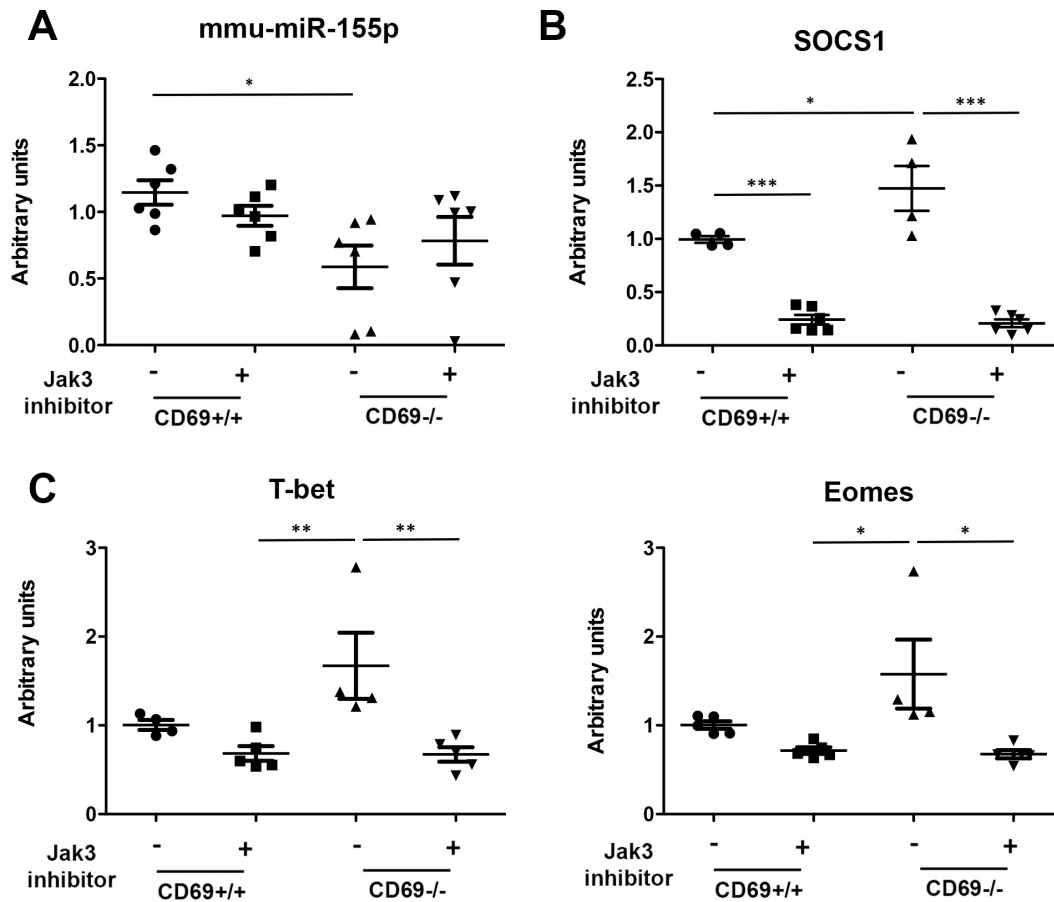 A
mmu-miR-155p
*
2.0
1.5
1.0
0.5
0.0
Arbitrary units
Jak3
inhibitor
- + - +
CD69+/+ CD69-/-
B
SOCS1
* ***
***
2.5
2.0
1.5
1.0
0.5
0.0
Arbitrary units
Jak3
inhibitor
- + - +
CD69+/+ CD69-/-
C
T-bet
** **
3
2
1
0
Arbitrary units
Jak3
inhibitor
- + - +
CD69+/+ CD69-/-
Eomes
* *
3
2
1
0
Arbitrary units
Jak3
inhibitor
- + - +
CD69+/+ CD69-/-